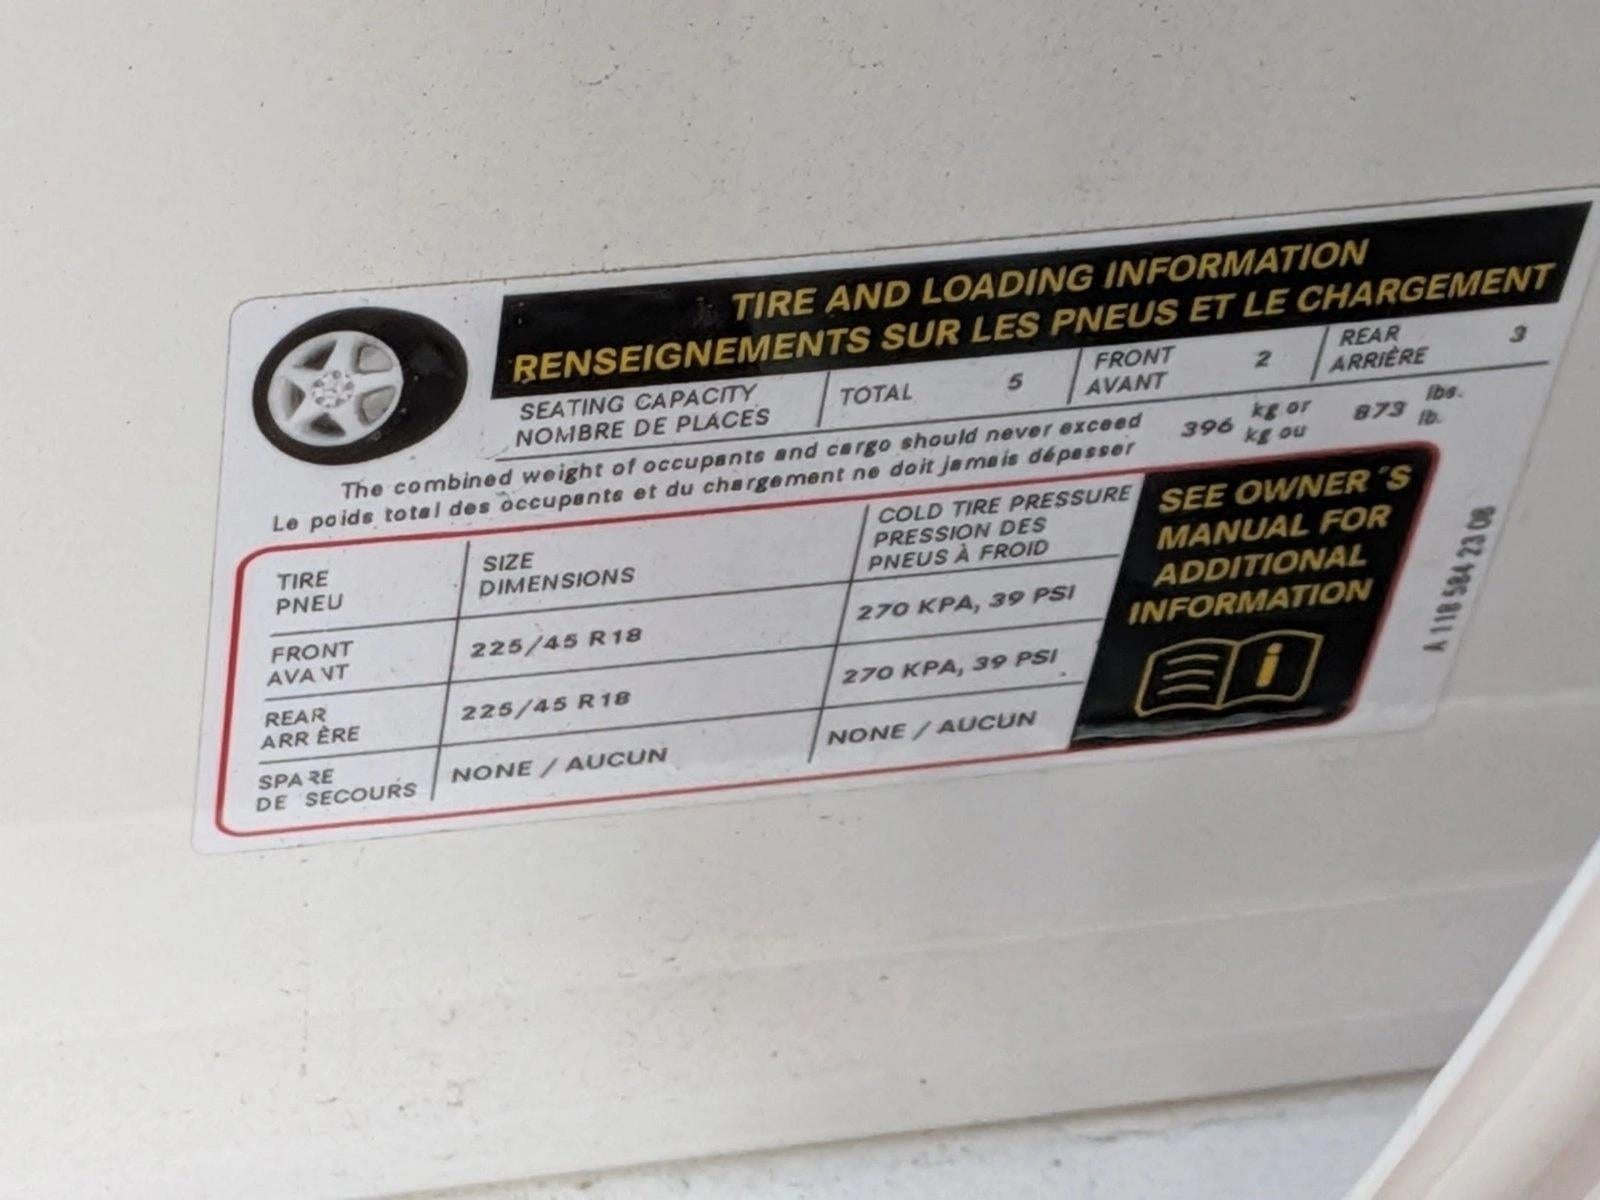 TIRE AND LOADING INFORMATION
RENSEIGNEMENTS SUR LES PNEUS ET LE CHARGEMENT
SEATING CAPACITY
NOMBRE DE PLACES
TOTAL 5
FRONT
AVANT
2
REAR
ARRIÈRE
3
The combined weight of occupants and cargo should never exceed
Le poids total des occupants et du chargement ne doit jamais dépasser
396 kg or
kg ou
873 lbs.
lb.
TIRE
PNEU
SIZE
DIMENSIONS
COLD TIRE PRESSURE
PRESSION DES
PNEUS À FROID
FRONT
AVANT
225/45 R18
270 KPA, 39 PSI
REAR
ARR ÈRE
225/45 R18
270 KPA, 39 PSI
SPARE
DE SECOURS
NONE / AUCUN
NONE / AUCUN
SEE OWNER´S
MANUAL FOR
ADDITIONAL
INFORMATION
A 118 584 23 08